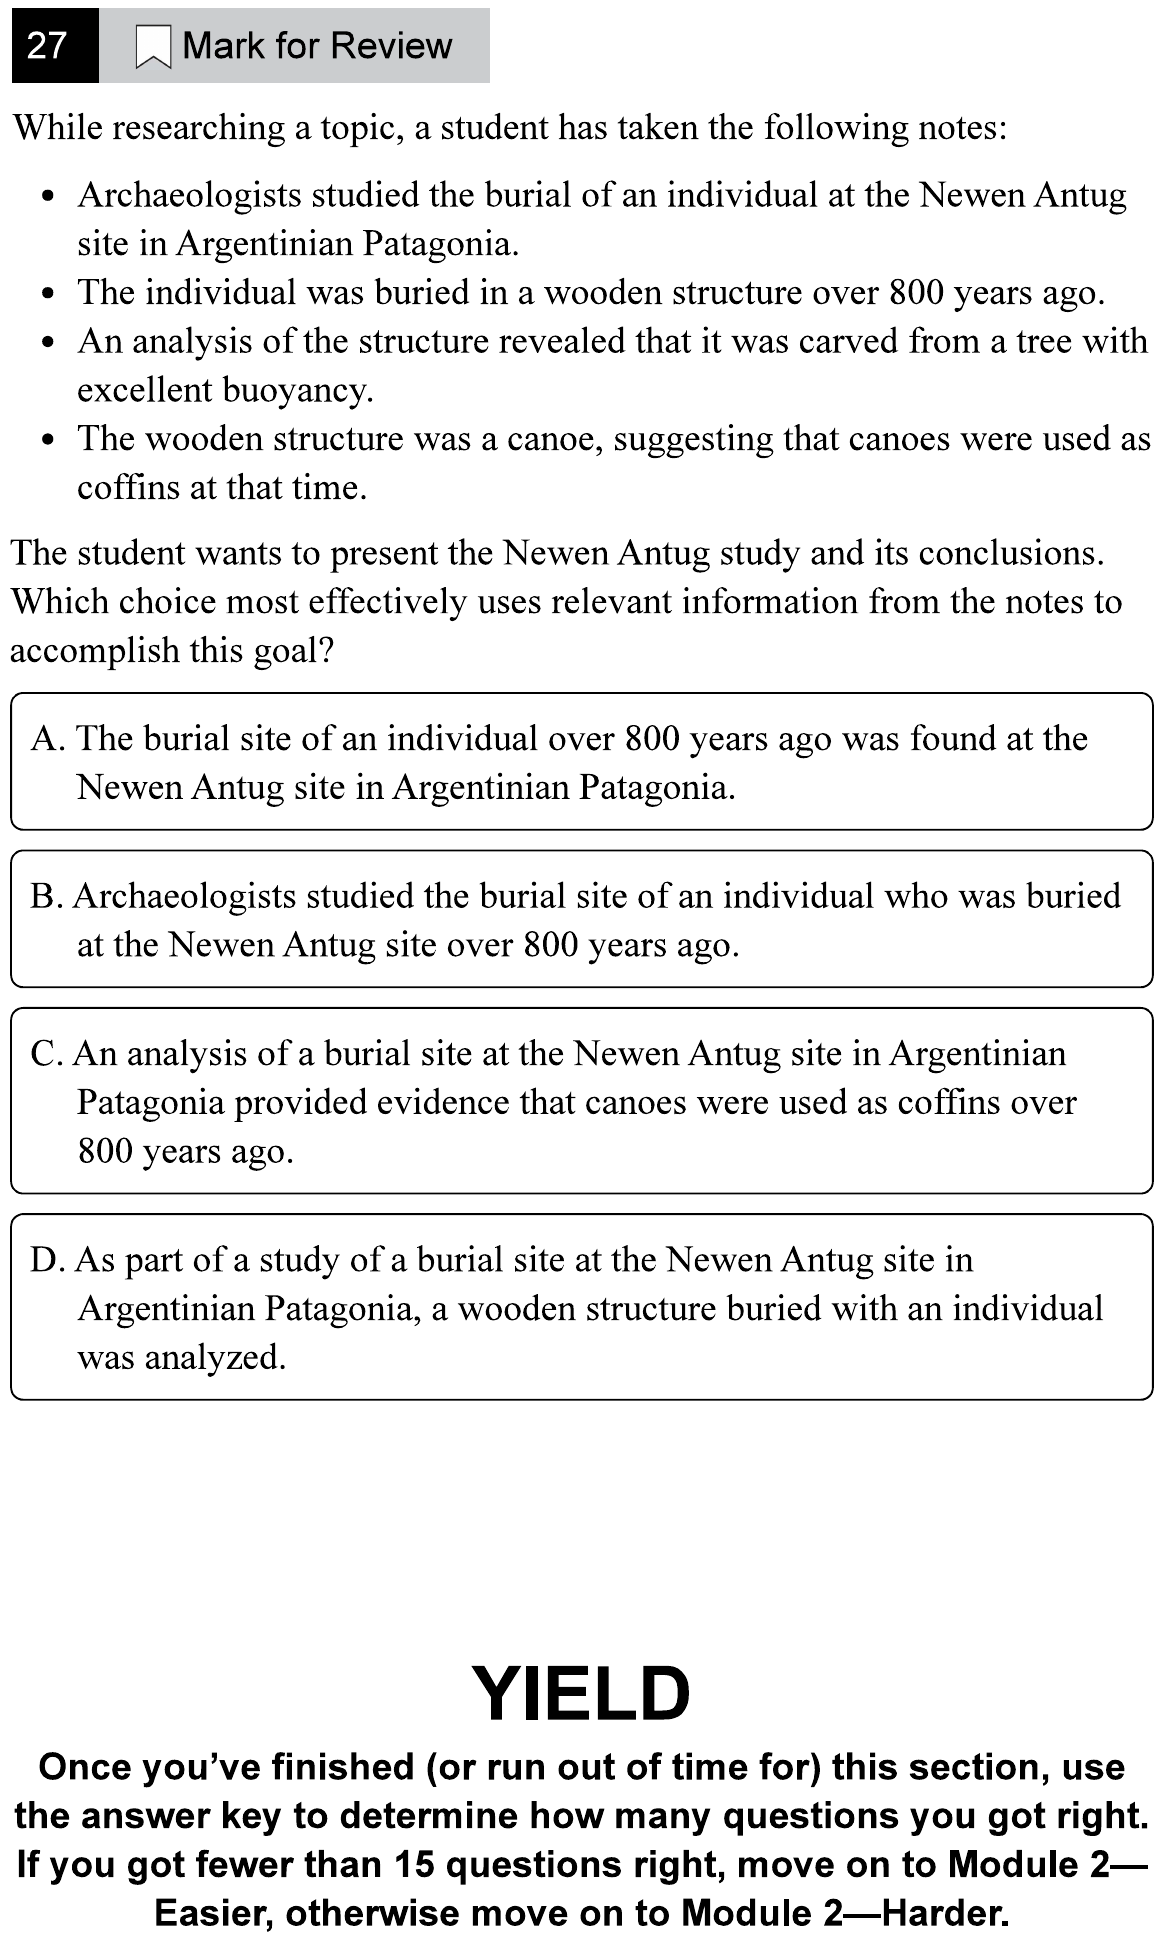 27 Mark for Review
While researching a topic, a student has taken the following notes:
• Archaeologists studied the burial of an individual at the Newen Antug
site in Argentinian Patagonia.
• The individual was buried in a wooden structure over 800 years ago.
• An analysis of the structure revealed that it was carved from a tree with
excellent buoyancy.
• The wooden structure was a canoe, suggesting that canoes were used as
coffins at that time.
The student wants to present the Newen Antug study and its conclusions.
Which choice most effectively uses relevant information from the notes to
accomplish this goal?
A. The burial site of an individual over 800 years ago was found at the
Newen Antug site in Argentinian Patagonia.
B. Archaeologists studied the burial site of an individual who was buried
at the Newen Antug site over 800 years ago.
C. An analysis of a burial site at the Newen Antug site in Argentinian
Patagonia provided evidence that canoes were used as coffins over
800 years ago.
D. As part of a study of a burial site at the Newen Antug site in
Argentinian Patagonia, a wooden structure buried with an individual
was analyzed.
YIELD
Once you’ve finished (or run out of time for) this section, use
the answer key to determine how many questions you got right.
If you got fewer than 15 questions right, move on to Module 2—
Easier, otherwise move on to Module 2—Harder.